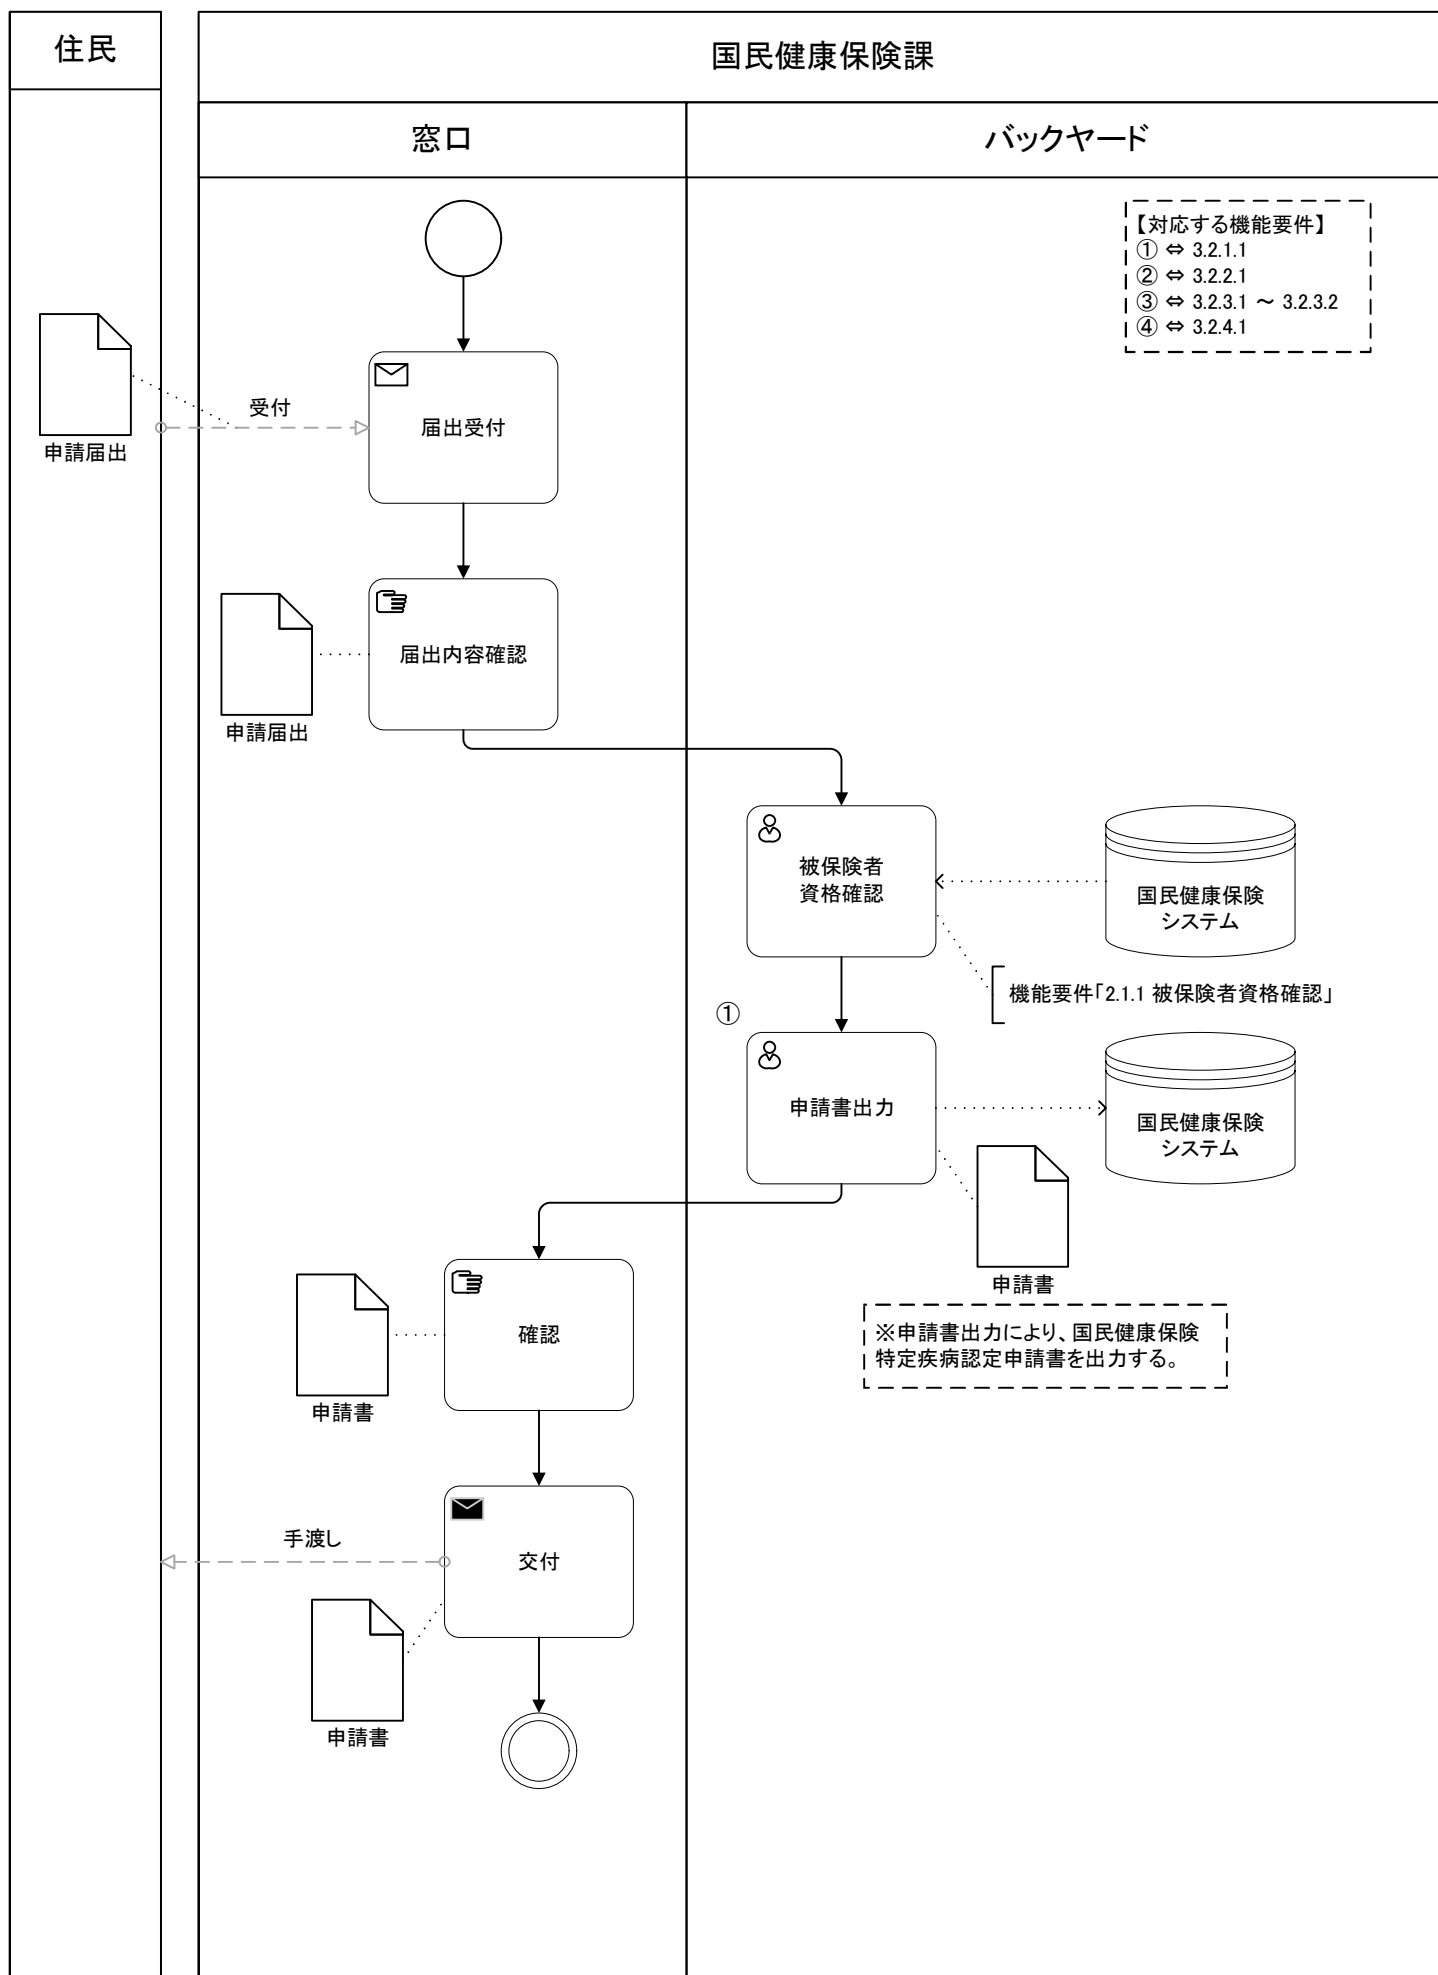 住民
国民健康保険課
窓口
バックヤード
【対応する機能要件】
① ⇔ 3.2.1.1
② ⇔ 3.2.2.1
③ ⇔ 3.2.3.1 ～ 3.2.3.2
④ ⇔ 3.2.4.1
申請届出
受付
届出受付
届出内容確認
申請届出
被保険者
資格確認
国民健康保険
システム
機能要件「2.1.1 被保険者資格確認」
①
申請書出力
国民健康保険
システム
申請書
※申請書出力により、国民健康保険
特定疾病認定申請書を出力する。
確認
申請書
手渡し
交付
申請書